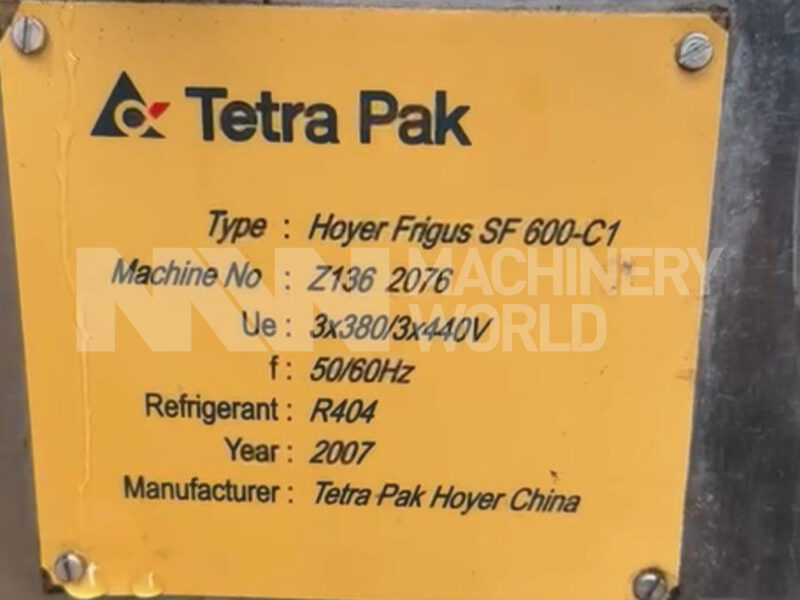 Tetra Pak
Type : Hoyer Frigus SF 600-C1
Machine No : Z136 2076
Ue : 3x380/3x440V
f : 50/60Hz
Refrigerant : R404
Year : 2007
Manufacturer : Tetra Pak Hoyer China
MW MACHINERY
WORLD